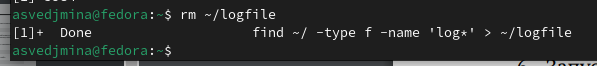 asvedjmina@fedora:~$ rm ~/logfile
[1]+  Done                    find ~/ -type f -name 'log*' > ~/logfile
asvedjmina@fedora:~$